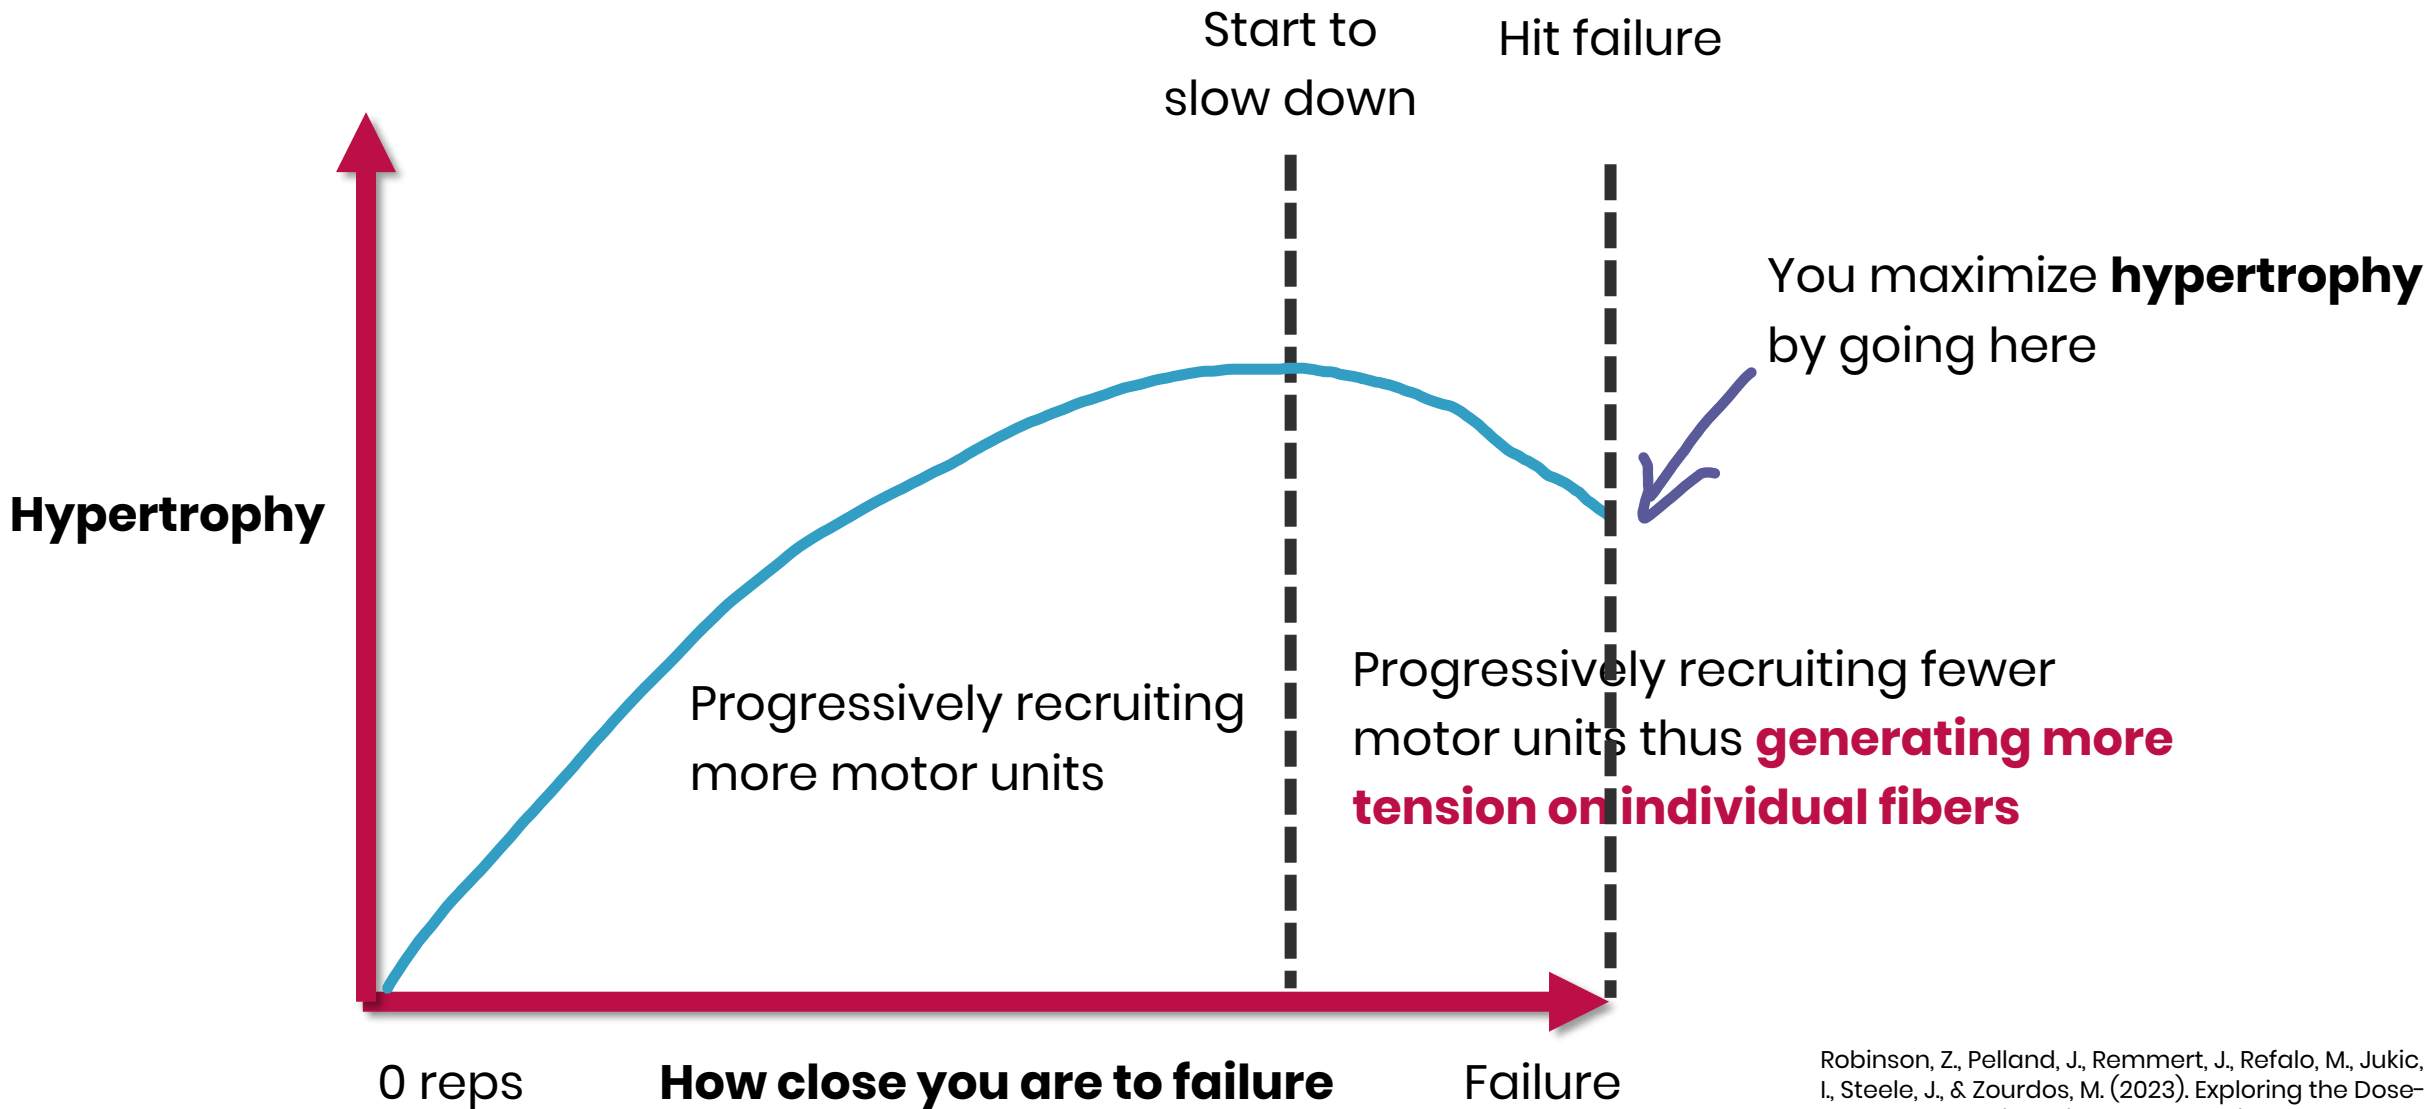 Start to
slow down
Hit failure
You maximize hypertrophy
by going here
Hypertrophy
Progressively recruiting
more motor units
Progressively recruiting fewer
motor units thus generating more
tension on individual fibers
0 reps
How close you are to failure
Failure
Robinson, Z., Pelland, J., Remmert, J., Refalo, M., Jukic,
I., Steele, J., & Zourdos, M. (2023). Exploring the Dose-